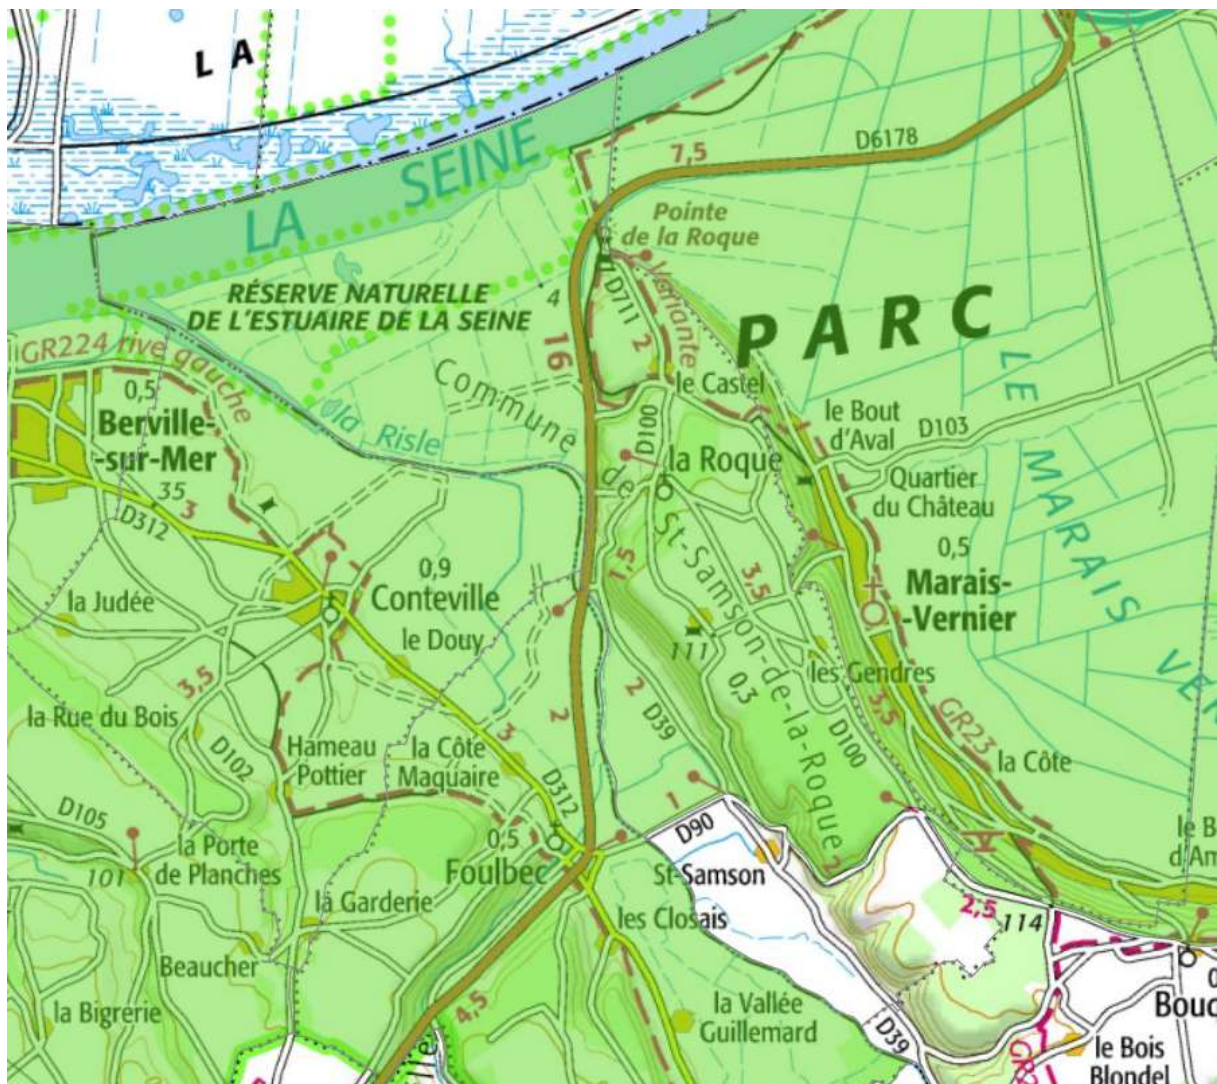 LA
LA SEINE
D6178
7,5
Pointe
de la Roque
RÉSERVE NATURELLE
DE L'ESTUAIRE DE LA SEINE
4
D711
2
Variante
PARC
GR224 rive gauche
16
0,5
Berville-
-sur-Mer
35
la Risle
Commune de St-Samson-de-la-Roque
le Castel
D100
la Roque
le Bout
d'Aval
D103
Quartier
du Château
LE MARAIS
D312
3
0,5
Marais-
-Vernier
0,9
Conteville
la Judée
le Douy
1,5
3,5
111
0,3
les Gendres
3,5
la Rue du Bois
3,5
D102
Hameau
Pottier
la Côte
Maquaire
3
2
2
D39
D100
GR23
la Côte
D312
D105
la Porte
de Planches
101
0,5
Foulbec
1
D90
St-Samson
2
2,5
114
la Garderie
les Closais
Beaucher
la Bigrerie
4,5
la Vallée
Guillemard
D39
le Bois
Blondel